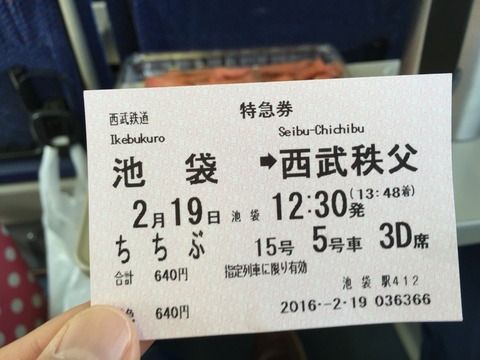 特急券
西武鉄道
Ikebukuro Seibu-Chichibu
池袋 ➡ 西武秩父
2月19日 池袋 12:30発 (13:48着)
ちちぶ 15号 5号車 3D席
合計 640円 指定列車に限り有効
池袋 駅412
640円 2016.-2.-19 036366